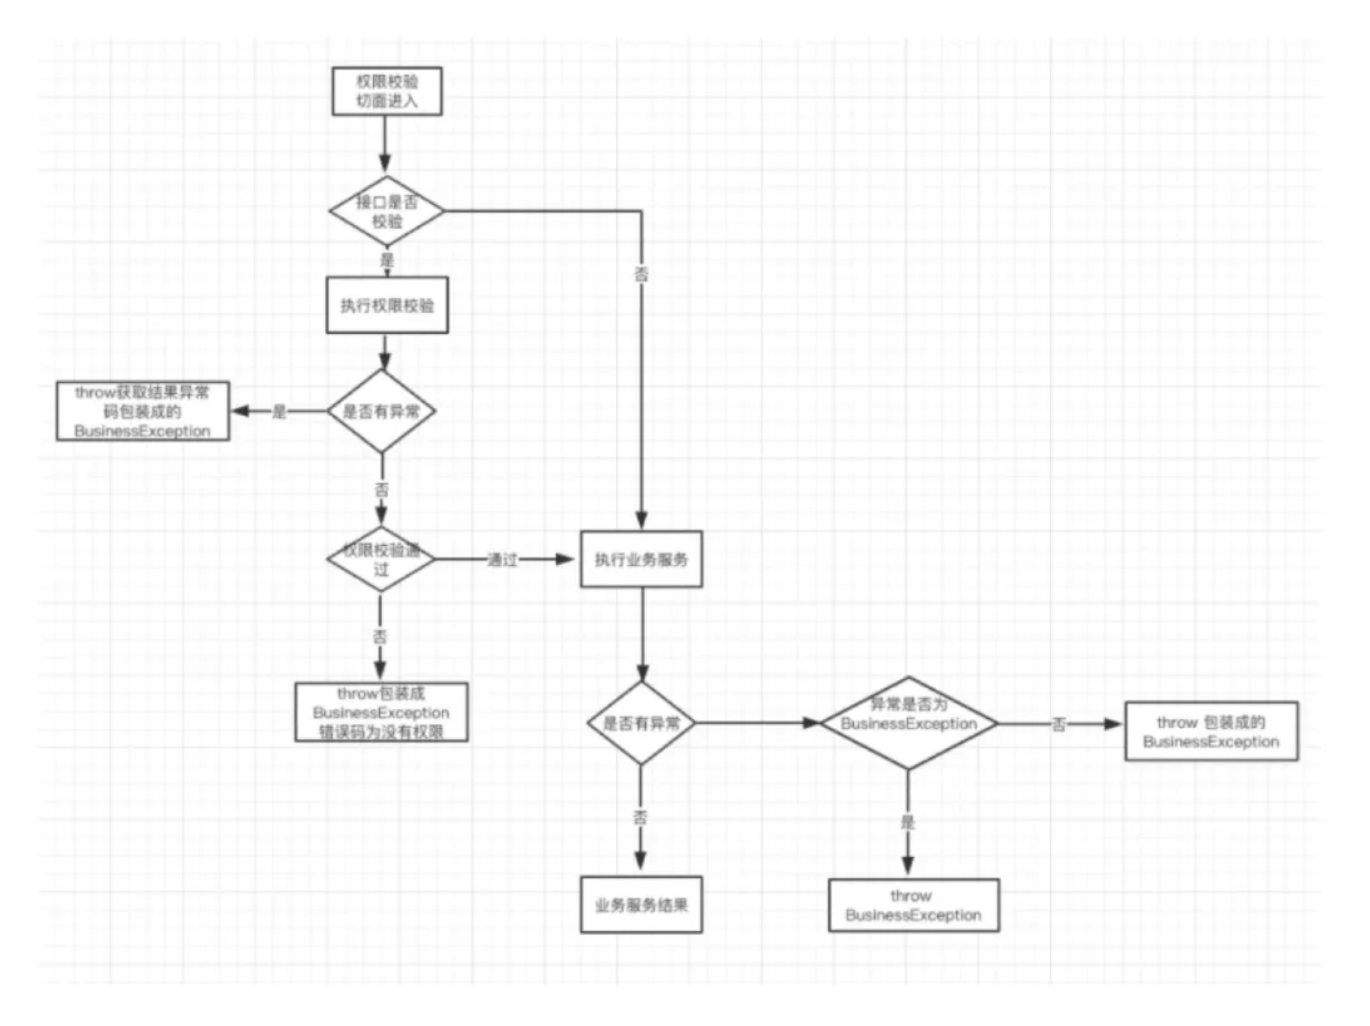 权限校验
切面进入
接口是否
校验
是
否
执行权限校验
throw获取结果异常
码包装成的
BusinessException
是
是否有异常
否
权限校验通
过
通过
执行业务服务
否
throw包装成
BusinessException
错误码为没有权限
是否有异常
异常是否为
BusinessException
否
throw 包装成的
BusinessException
否
是
业务服务结果
throw
BusinessException